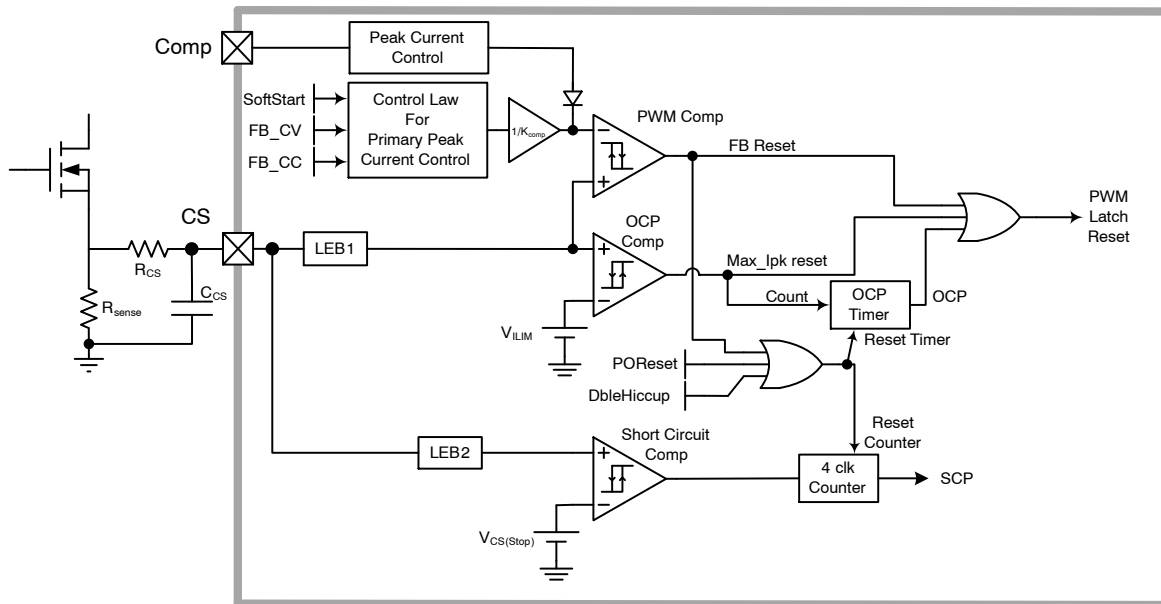 Comp
Peak Current
Control
SoftStart
FB_CV
FB_CC
Control Law
For
Primary Peak
Current Control
1/Kcomp
PWM Comp
FB Reset
PWM
Latch
Reset
CS
RCS
CCS
Rsense
LEB1
OCP
Comp
Max_Ipk reset
Count
OCP
Timer
OCP
Reset Timer
VILIM
POReset
DbleHiccup
Reset
Counter
LEB2
Short Circuit
Comp
4 clk
Counter
SCP
VCS(Stop)